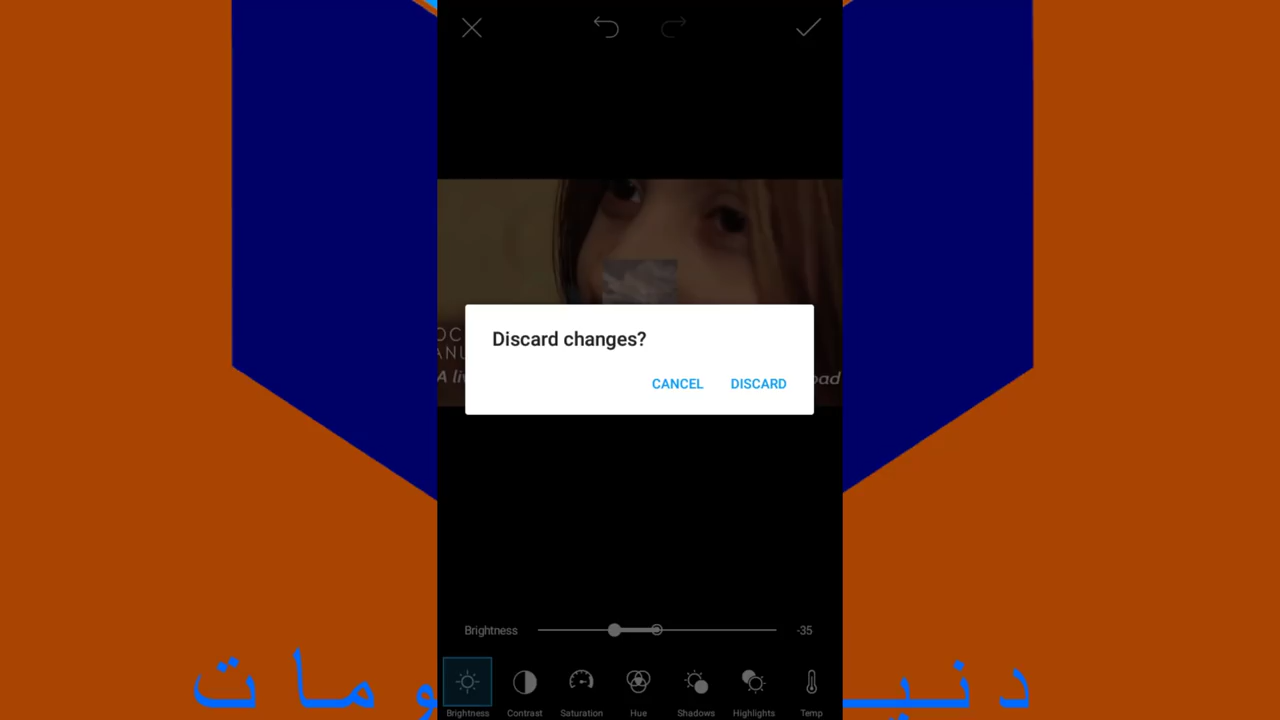 Discard changes?
CANCEL DISCARD
A
Brightness -35
Brightness Contrast Saturation Hue Shadows Highlights Temp